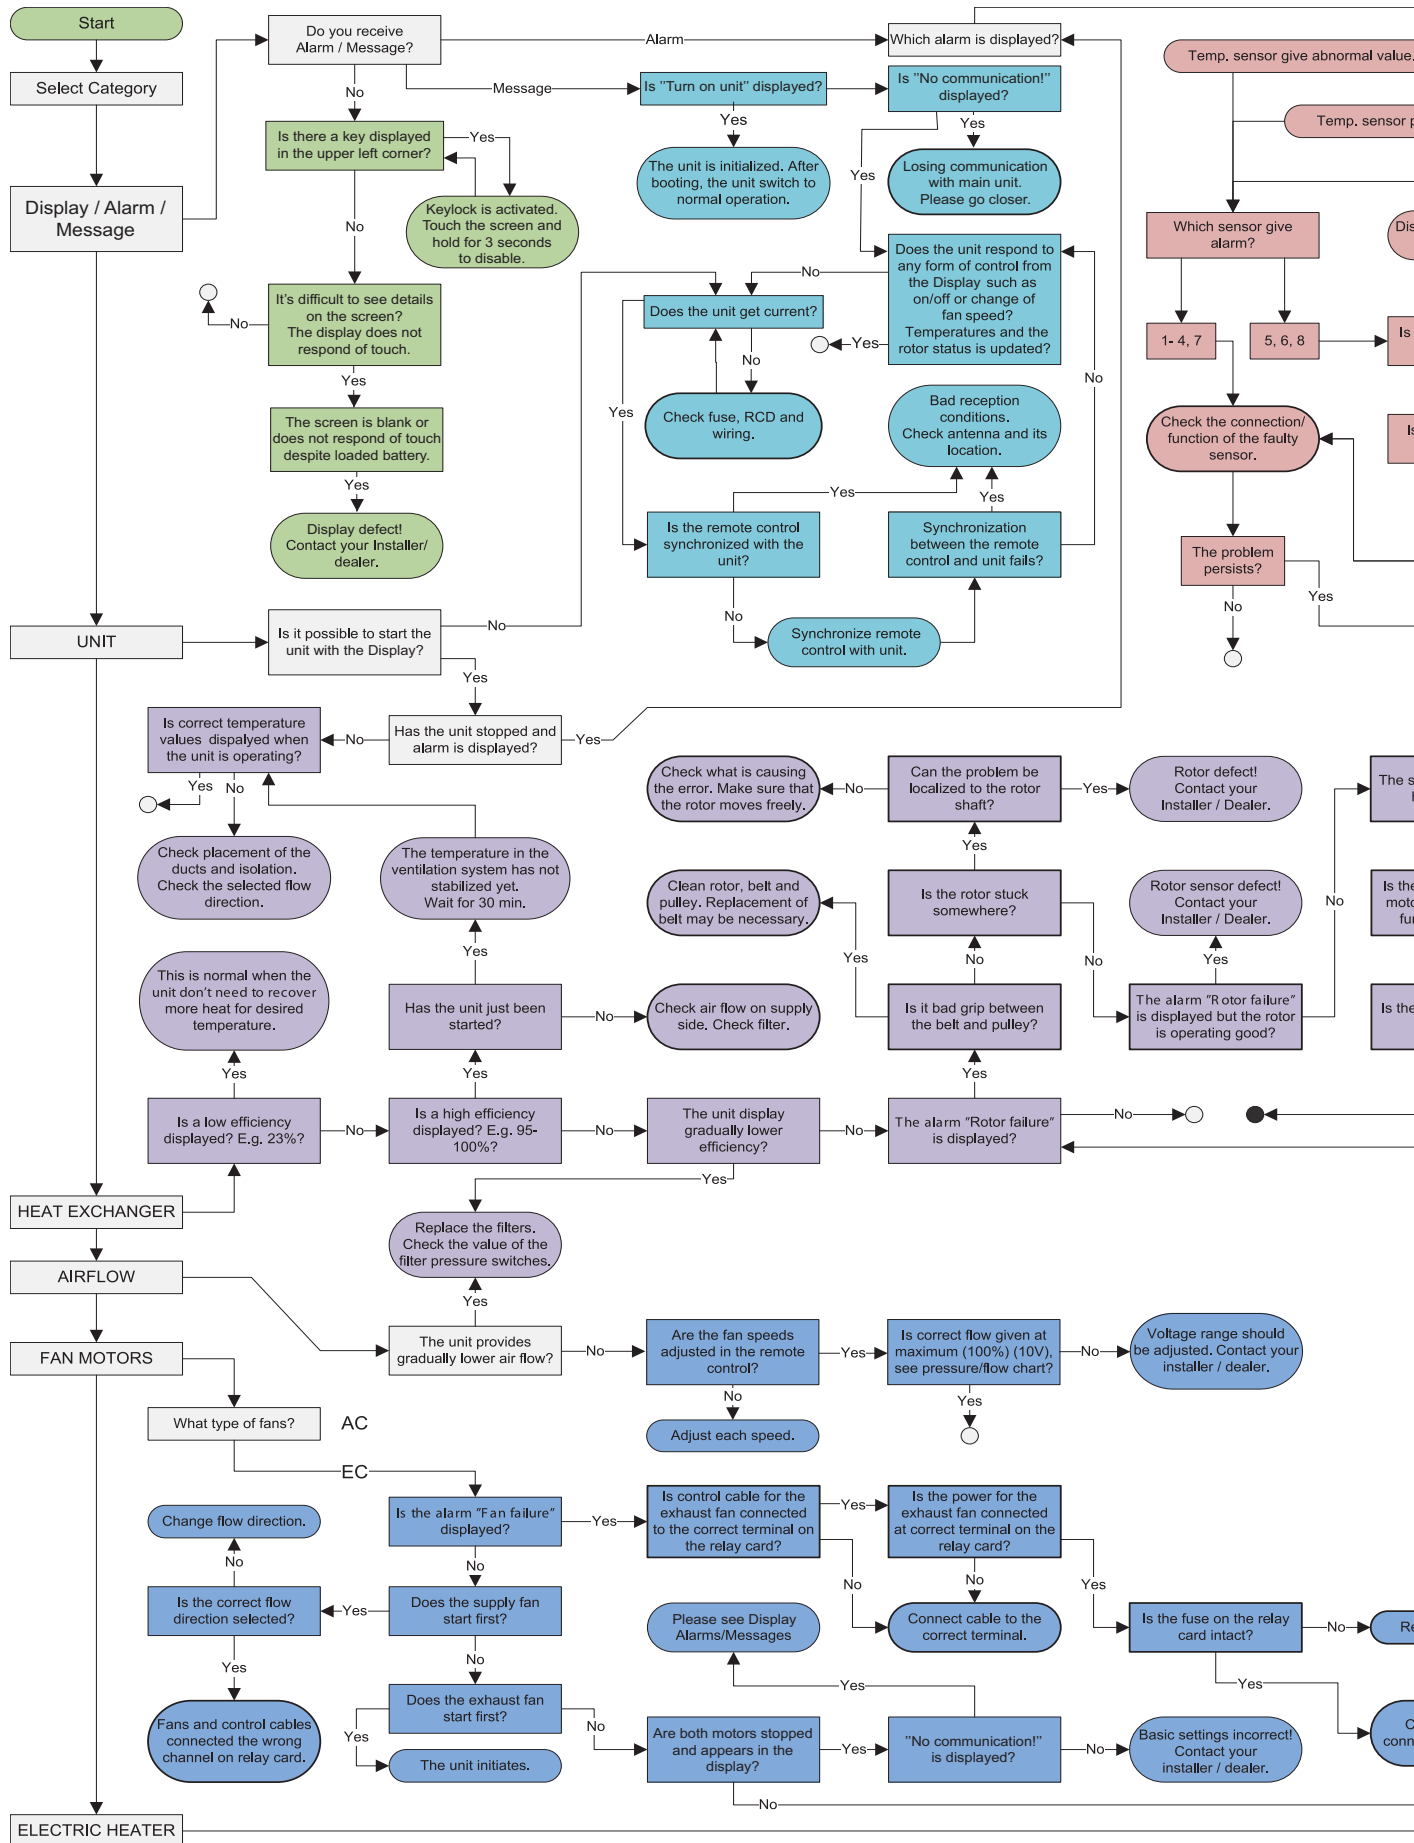 Start
Select Category
Display / Alarm /
Message
UNIT
HEAT EXCHANGER
AIRFLOW
FAN MOTORS
ELECTRIC HEATER
Do you receive
Alarm / Message?
Alarm
Which alarm is displayed?
No
Message
Is "Turn on unit" displayed?
Is "No communication!"
displayed?
Yes
The unit is initialized. After
booting, the unit switch to
normal operation.
Yes
Losing communication
with main unit.
Please go closer.
Yes
Is there a key displayed
in the upper left corner?
Yes
Keylock is activated.
Touch the screen and
hold for 3 seconds
to disable.
No
It's difficult to see details
on the screen?
The display does not
respond of touch.
No
Yes
The screen is blank or
does not respond of touch
despite loaded battery.
Yes
Display defect!
Contact your Installer/
dealer.
Does the unit respond to
any form of control from
the Display such as
on/off or change of
fan speed?
Temperatures and the
rotor status is updated?
No
Yes
Does the unit get current?
No
Check fuse, RCD and
wiring.
Yes
Bad reception
conditions.
Check antenna and its
location.
No
Yes
Yes
Is the remote control
synchronized with the
unit?
Synchronization
between the remote
control and unit fails?
No
Synchronize remote
control with unit.
Temp. sensor give abnormal value.
Temp. sensor p
Which sensor give
alarm?
Dis
1- 4, 7
5, 6, 8
Is
Check the connection/
function of the faulty
sensor.
Is
The problem
persists?
No
Yes
Is it possible to start the
unit with the Display?
No
Yes
Has the unit stopped and
alarm is displayed?
Yes
No
Is correct temperature
values dispalyed when
the unit is operating?
Yes
No
Check placement of the
ducts and isolation.
Check the selected flow
direction.
The temperature in the
ventilation system has not
stabilized yet.
Wait for 30 min.
Yes
This is normal when the
unit don't need to recover
more heat for desired
temperature.
Yes
Has the unit just been
started?
No
Check air flow on supply
side. Check filter.
Yes
Is a low efficiency
displayed? E.g. 23%?
No
Is a high efficiency
displayed? E.g. 95-
100%?
No
The unit display
gradually lower
efficiency?
No
The alarm "Rotor failure"
is displayed?
No
Yes
Yes
Check what is causing
the error. Make sure that
the rotor moves freely.
No
Can the problem be
localized to the rotor
shaft?
Yes
Rotor defect!
Contact your
Installer / Dealer.
The s
h
Yes
Clean rotor, belt and
pulley. Replacement of
belt may be necessary.
Is the rotor stuck
somewhere?
Rotor sensor defect!
Contact your
Installer / Dealer.
No
Is the
moto
fur
Yes
No
No
Yes
Is it bad grip between
the belt and pulley?
The alarm "Rotor failure"
is displayed but the rotor
is operating good?
Is the
Replace the filters.
Check the value of the
filter pressure switches.
Yes
The unit provides
gradually lower air flow?
No
Are the fan speeds
adjusted in the remote
control?
Yes
Is correct flow given at
maximum (100%) (10V),
see pressure/flow chart?
No
Voltage range should
be adjusted. Contact your
installer / dealer.
No
Yes
Adjust each speed.
What type of fans?
AC
EC
Is the alarm "Fan failure"
displayed?
Yes
Is control cable for the
exhaust fan connected
to the correct terminal on
the relay card?
Yes
Is the power for the
exhaust fan connected
at correct terminal on the
relay card?
Yes
No
No
Connect cable to the
correct terminal.
Is the fuse on the relay
card intact?
No
Re
Yes
C
conn
Change flow direction.
No
No
Is the correct flow
direction selected?
Yes
Does the supply fan
start first?
Please see Display
Alarms/Messages
Yes
No
Fans and control cables
connected the wrong
channel on relay card.
Does the exhaust fan
start first?
Yes
No
The unit initiates.
Are both motors stopped
and appears in the
display?
Yes
"No communication!"
is displayed?
Yes
No
Basic settings incorrect!
Contact your
installer / dealer.
No